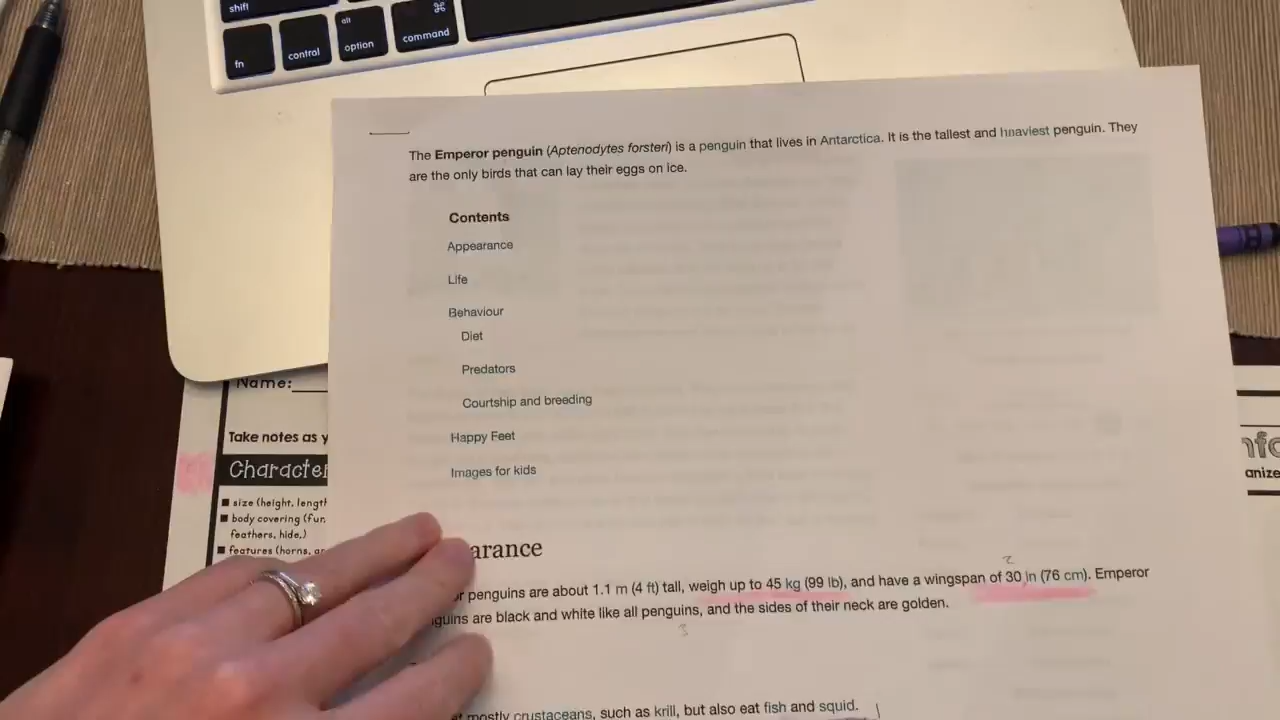 shift
alt
⌘
fn
control
option
command
The Emperor penguin (Aptenodytes forsteri) is a penguin that lives in Antarctica. It is the tallest and heaviest penguin. They
are the only birds that can lay their eggs on ice.
Contents
Appearance
Life
Behaviour
Diet
Predators
Courtship and breeding
Happy Feet
Images for kids
Name:
Take notes as y
Character
size (height, length
body covering (fur,
feathers, hide,)
features (horns,
nfo
anize
arance
2
r penguins are about 1.1 m (4 ft) tall, weigh up to 45 kg (99 lb), and have a wingspan of 30 in (76 cm). Emperor
guins are black and white like all penguins, and the sides of their neck are golden.
3
t mostly crustaceans, such as krill, but also eat fish and squid.